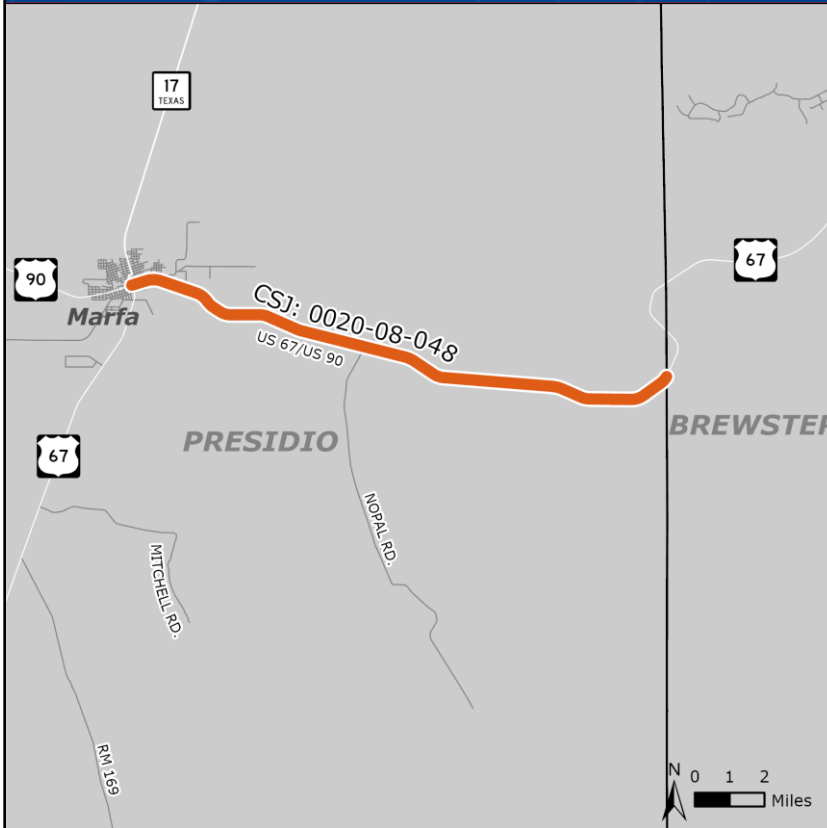 17
TEXAS
67
90
Marfa
CSJ: 0020-08-048
US 67/US 90
PRESIDIO
BREWSTER
67
NOPAL RD.
MITCHELL RD.
RM 169
N
0 1 2
Miles